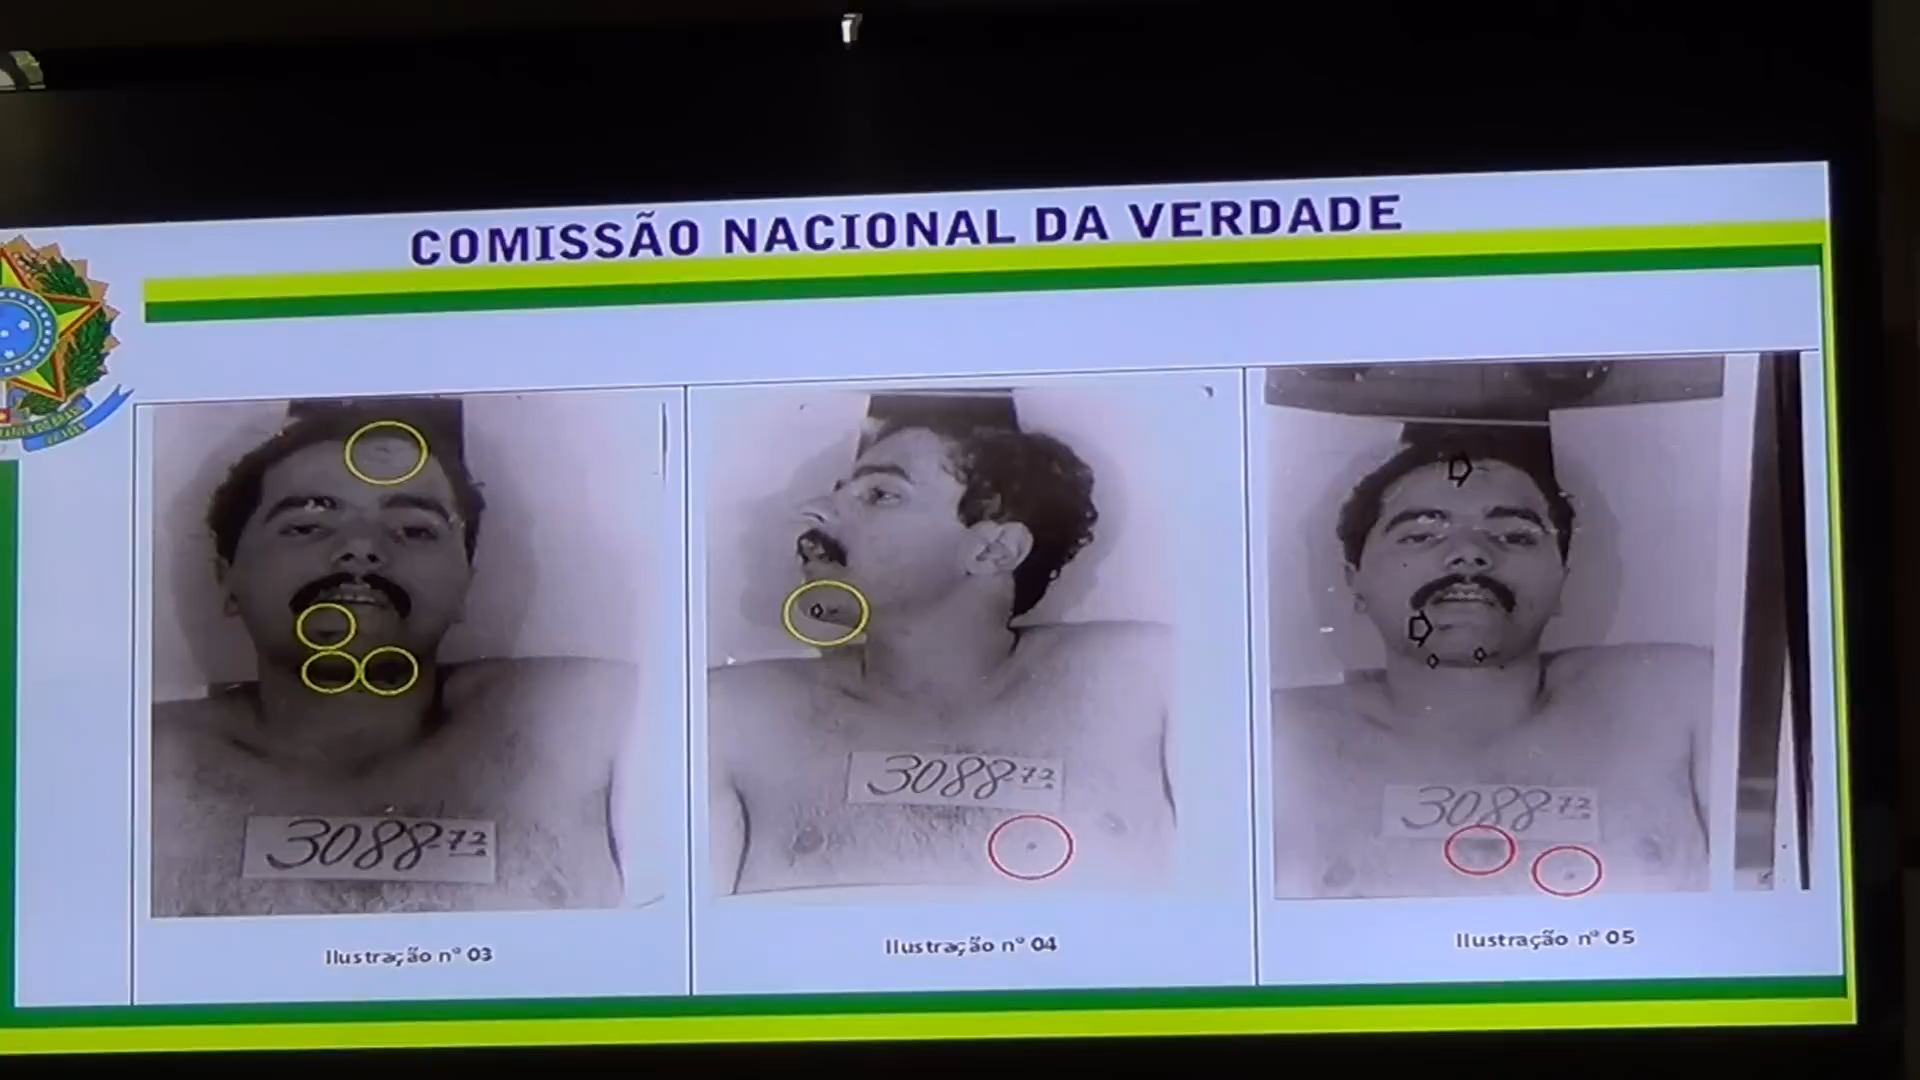 COMISSÃO NACIONAL DA VERDADE
3088-72
3088-72
3088-72
Ilustração nº 03
Ilustração nº 04
Ilustração nº 05